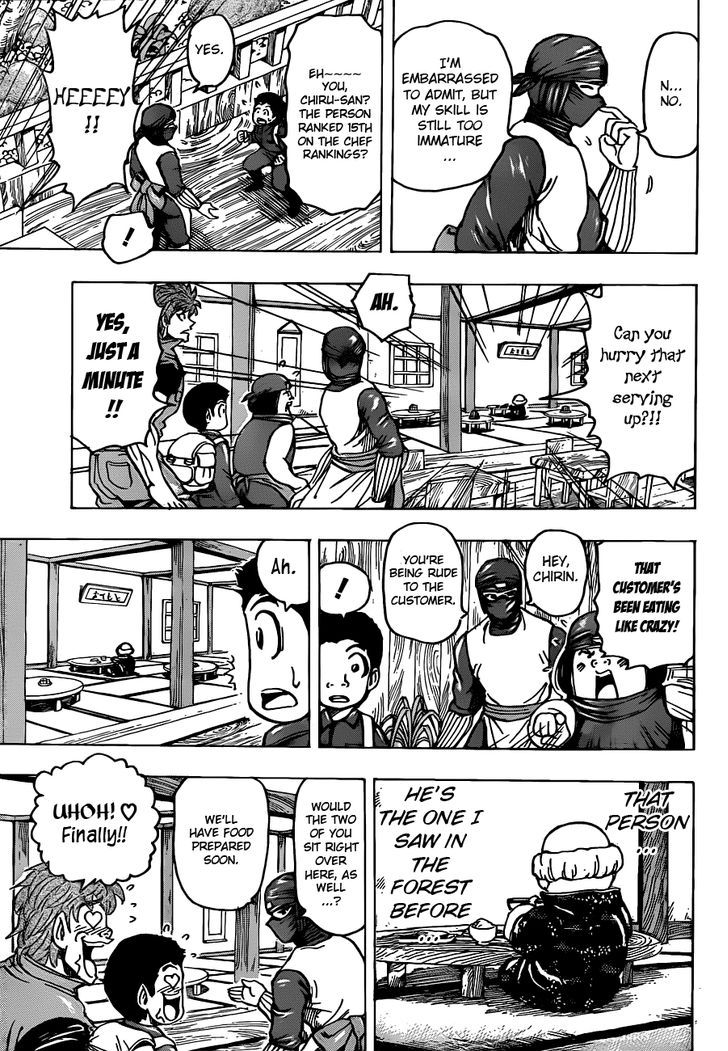 N...
NO.
I'M
EMBARRASSED
TO ADMIT, BUT
MY SKILL IS
STILL TOO
IMMATURE
...
EH~~~~
YOU,
CHIRU-SAN?
THE PERSON
RANKED 15TH
ON THE CHEF
RANKINGS?
YES.
HEEEEY
!!
!
Can you
hurry that
next
serving
up?!!
AH.
YES,
JUST A
MINUTE
!!
THAT
CUSTOMER'S
BEEN EATING
LIKE CRAZY!
HEY,
CHIRIN.
YOU'RE
BEING RUDE
TO THE
CUSTOMER.
!
Ah.
THAT
PERSON
...
HE'S
THE ONE I
SAW IN
THE
FOREST
BEFORE
...
WOULD
THE TWO
OF YOU
SIT RIGHT
OVER
HERE, AS
WELL
...?
WE'LL
HAVE FOOD
PREPARED
SOON.
UHOH! ♡
Finally!!